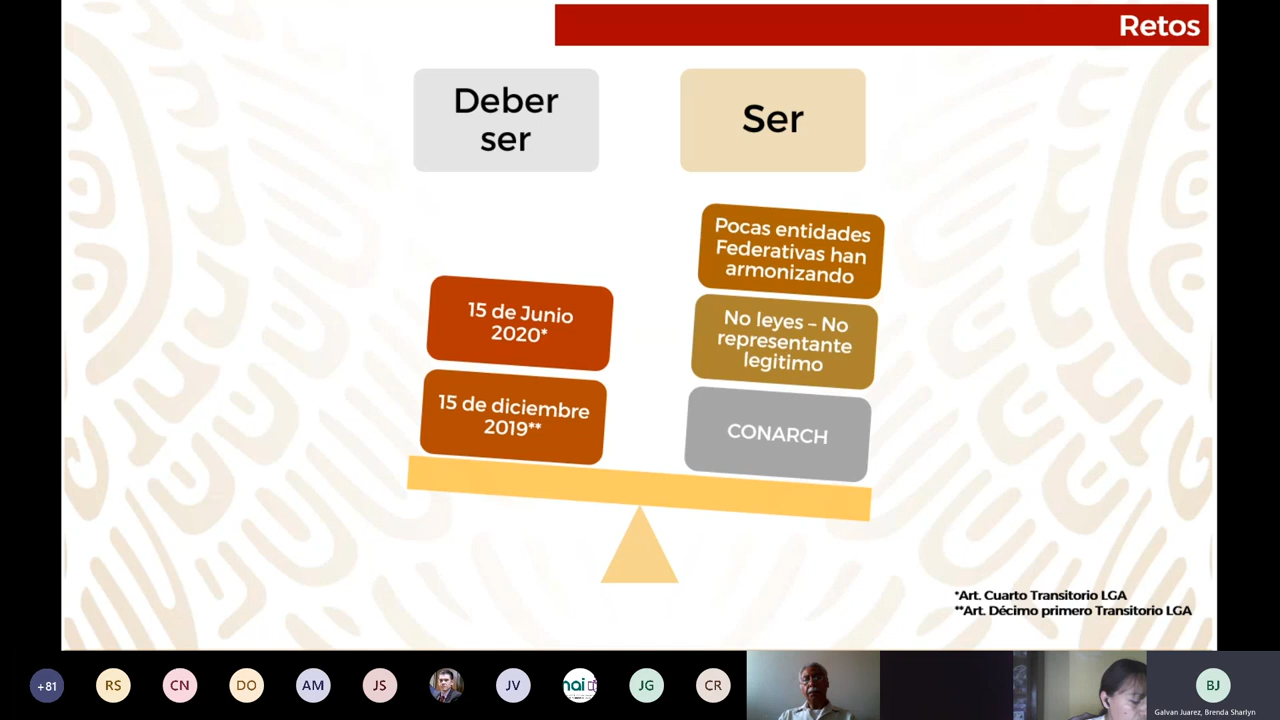 Retos
Deber
ser
Ser
Pocas entidades
Federativas han
armonizando
15 de Junio
2020*
No leyes – No
representante
legitimo
15 de diciembre
2019**
CONARCH
*Art. Cuarto Transitorio LGA
**Art. Décimo primero Transitorio LGA
+81
RS
CN
DO
AM
JS
JV
nai
JG
CR
BJ
Galvan Juarez, Brenda Sharlyn